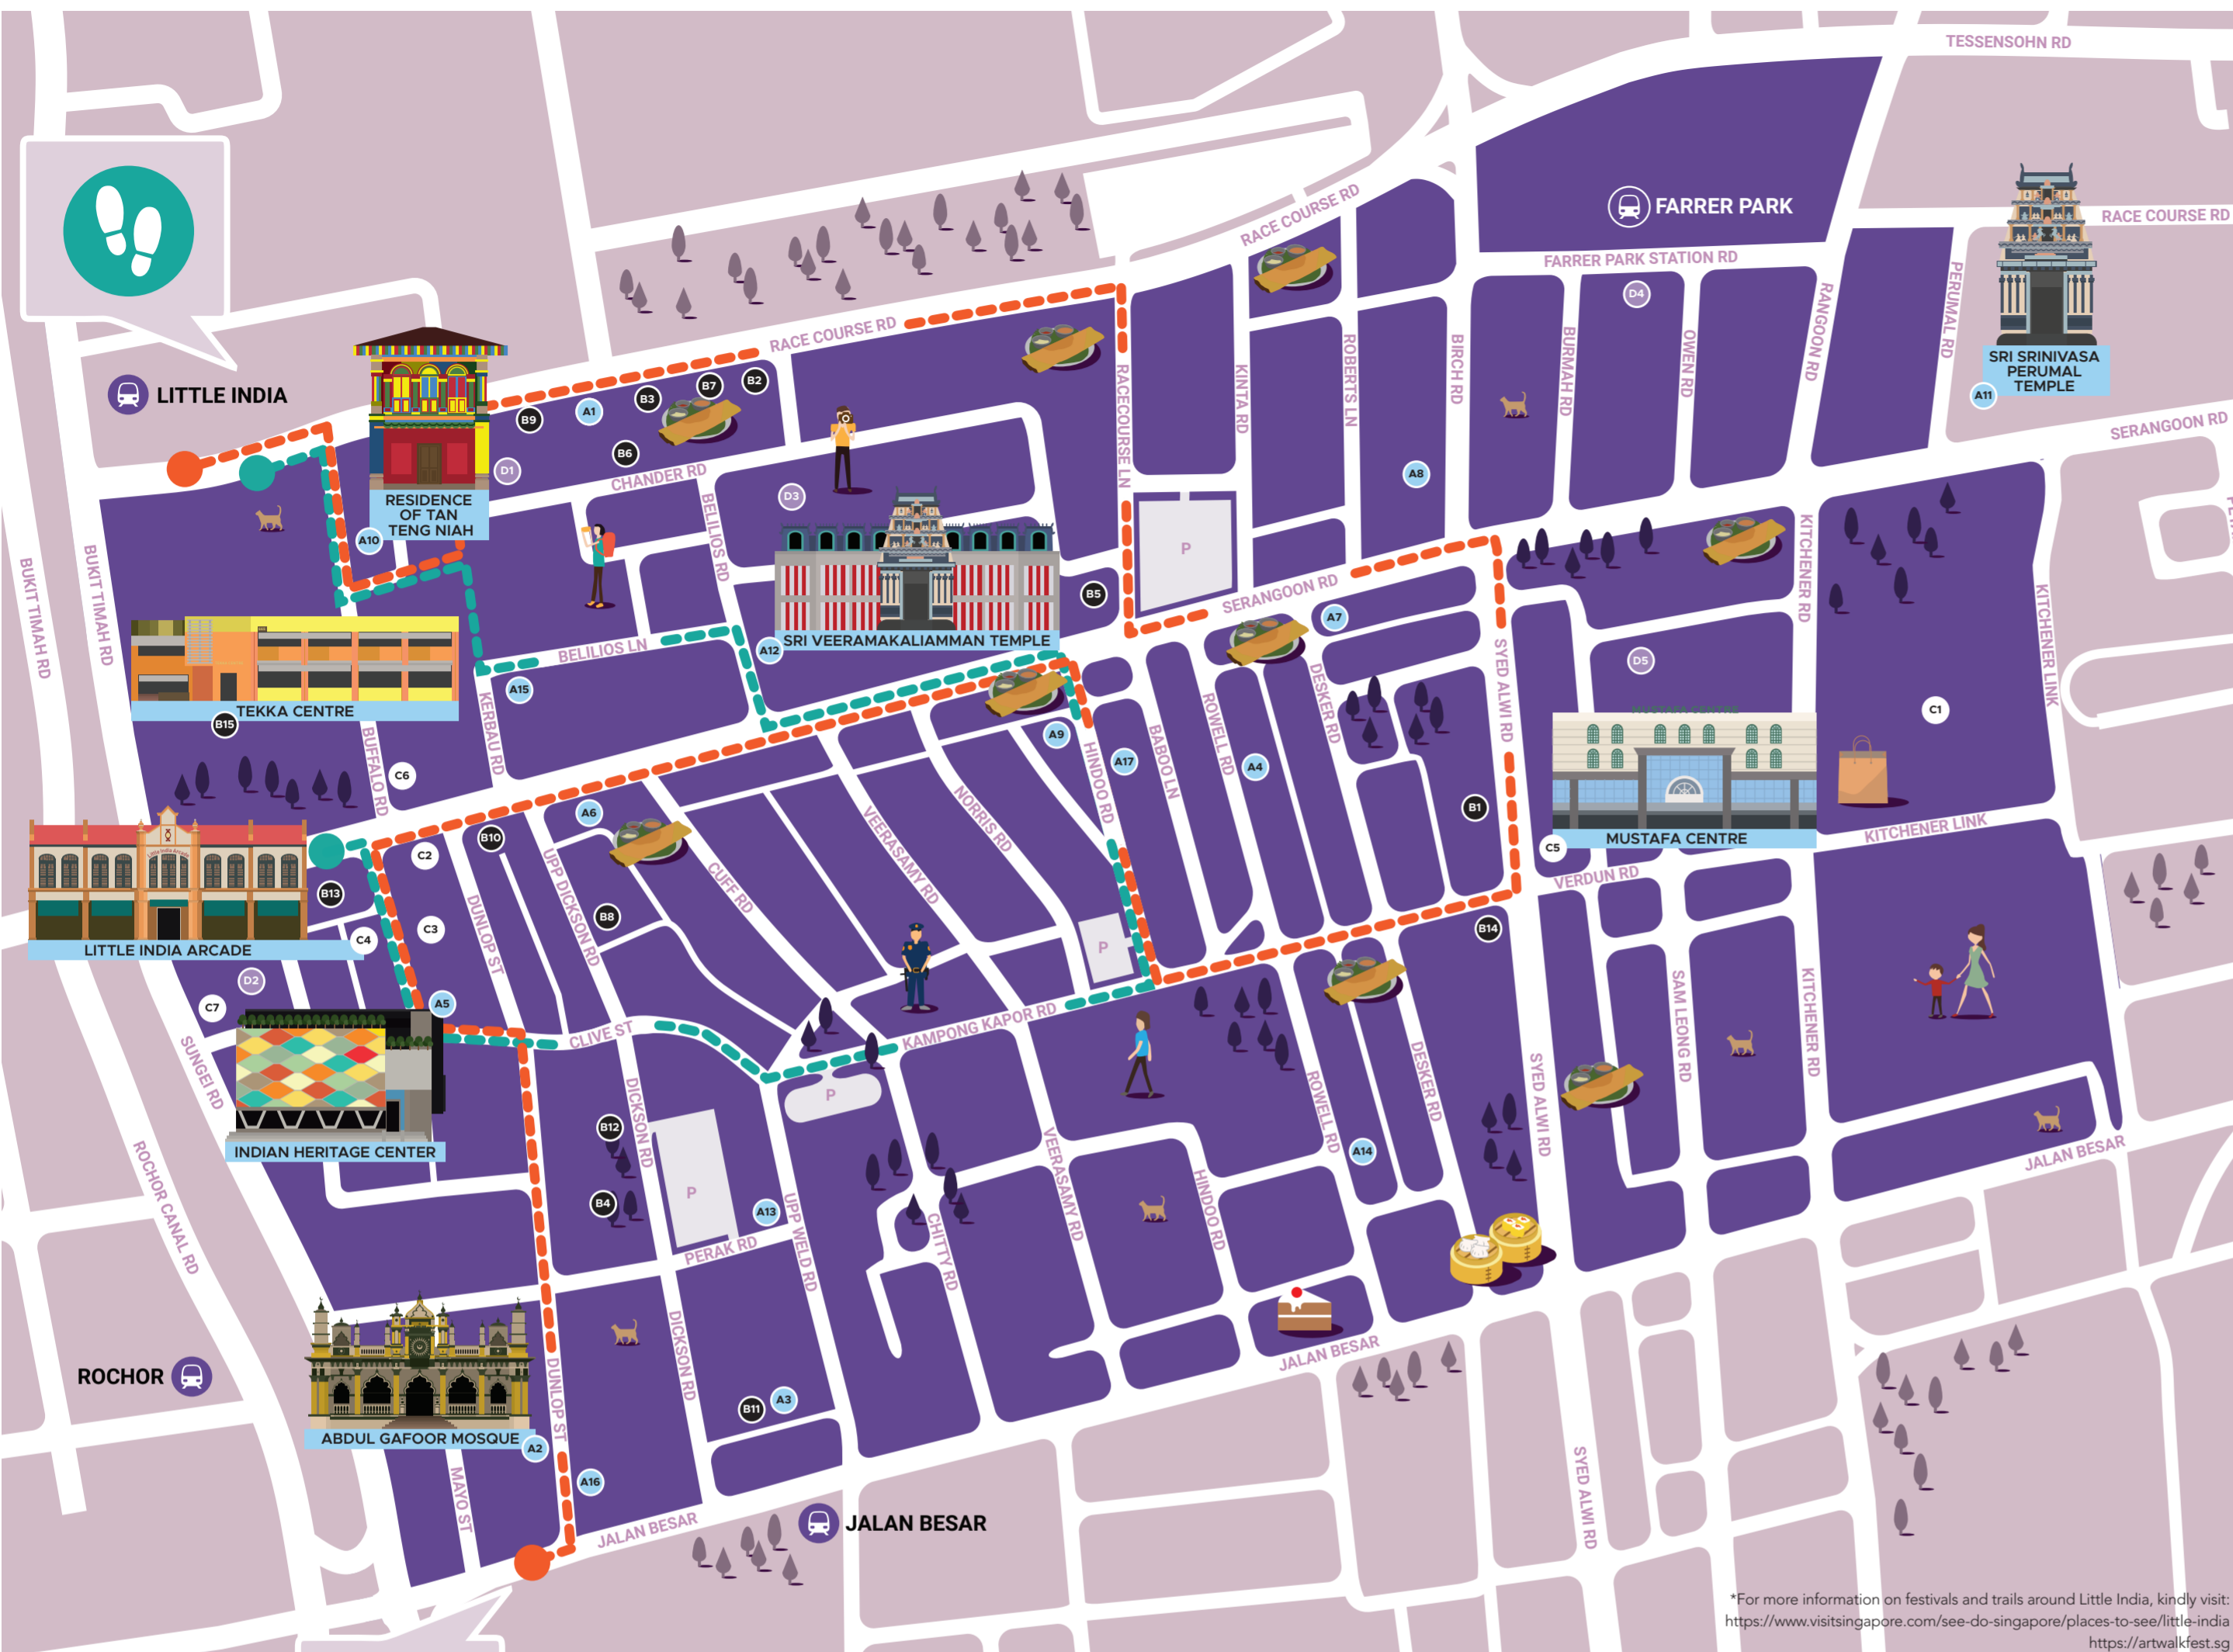 TESSENSOHN RD
RACE COURSE RD
FARRER PARK
RACE COURSE RD
FARRER PARK STATION RD
D4
PERUMAL RD
RANGOON RD
SRI SRINIVASA
PERUMAL
TEMPLE
A11
SERANGOON RD
LITTLE INDIA
RACE COURSE RD
B2
B7
B3
A1
B9
B6
D1
CHANDER RD
BELILIOS RD
D3
RACECOURSE LN
KINTA RD
ROBERTS LN
BIRCH RD
BURMAH RD
OWEN RD
A8
RESIDENCE
OF TAN
TENG NIAH
A10
BUKIT TIMAH RD
BUKIT TIMAH RD
P
B5
SERANGOON RD
A7
KITCHENER RD
KITCHENER LINK
SRI VEERAMAKALIAMMAN TEMPLE
A12
BELILIOS LN
A15
KERBAU RD
TEKKA CENTRE
B15
BUFFALO RD
C6
A9
HINDOO RD
A17
BABOO LN
ROWELL RD
A4
DESKER RD
SYED ALWI RD
D5
MUSTAFA CENTRE
C1
B1
MUSTAFA CENTRE
C5
VERDUN RD
KITCHENER LINK
A6
B10
C2
UPP DICKSON RD
CUFF RD
VEERASAMY RD
NORRIS RD
Little India Arcade
B13
LITTLE INDIA ARCADE
C4
C3
DUNLOP ST
B8
P
B14
D2
C7
A5
CLIVE ST
KAMPONG KAPOR RD
SUNGEI RD
INDIAN HERITAGE CENTER
ROCHOR CANAL RD
B12
DICKSON RD
P
P
B4
A13
PERAK RD
UPP WELD RD
CHITTY RD
VEERASAMY RD
HINDOO RD
ROWELL RD
A14
DESKER RD
SYED ALWI RD
SAM LEONG RD
KITCHENER RD
JALAN BESAR
JALAN BESAR
ROCHOR
ABDUL GAFOOR MOSQUE
A2
DUNLOP ST
DICKSON RD
B11
A3
MAYO ST
A16
JALAN BESAR
JALAN BESAR
SYED ALWI RD
*For more information on festivals and trails around Little India, kindly visit:
https://www.visitsingapore.com/see-do-singapore/places-to-see/little-india
https://artwalkfest.sg